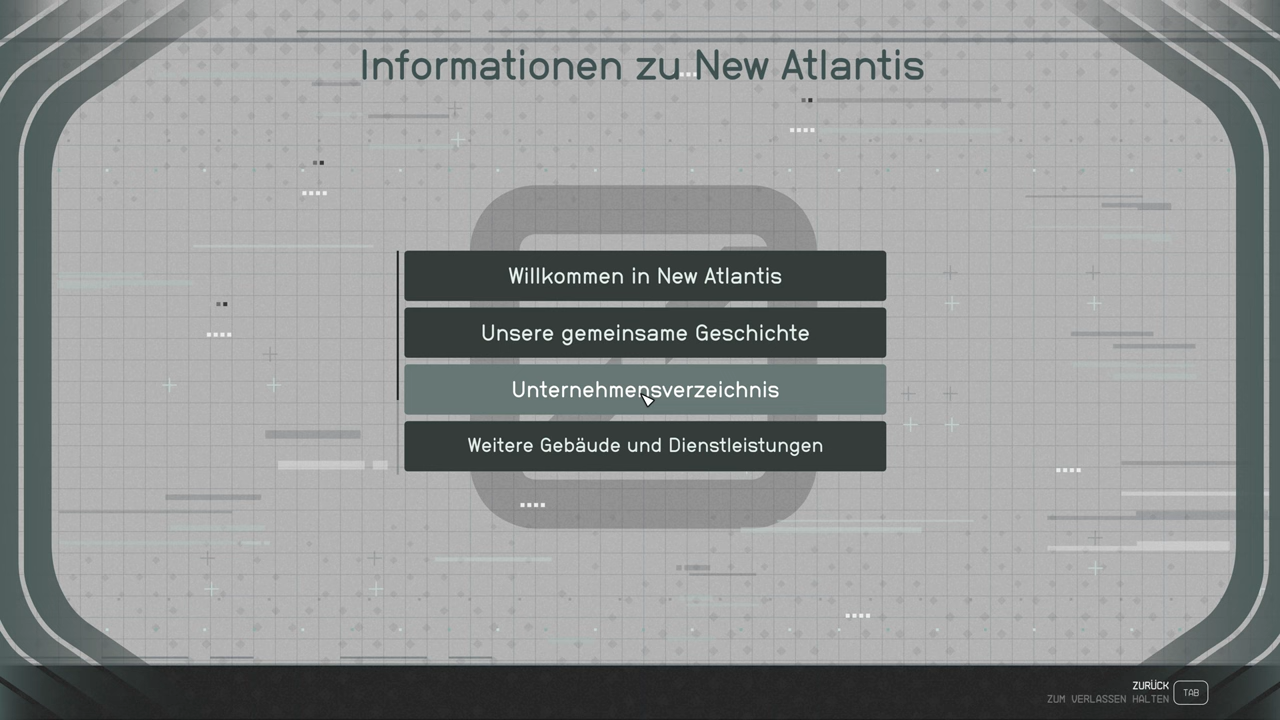 Informationen zu New Atlantis
Willkommen in New Atlantis
Unsere gemeinsame Geschichte
Unternehmensverzeichnis
Weitere Gebäude und Dienstleistungen
ZURÜCK
ZUM VERLASSEN HALTEN TAB